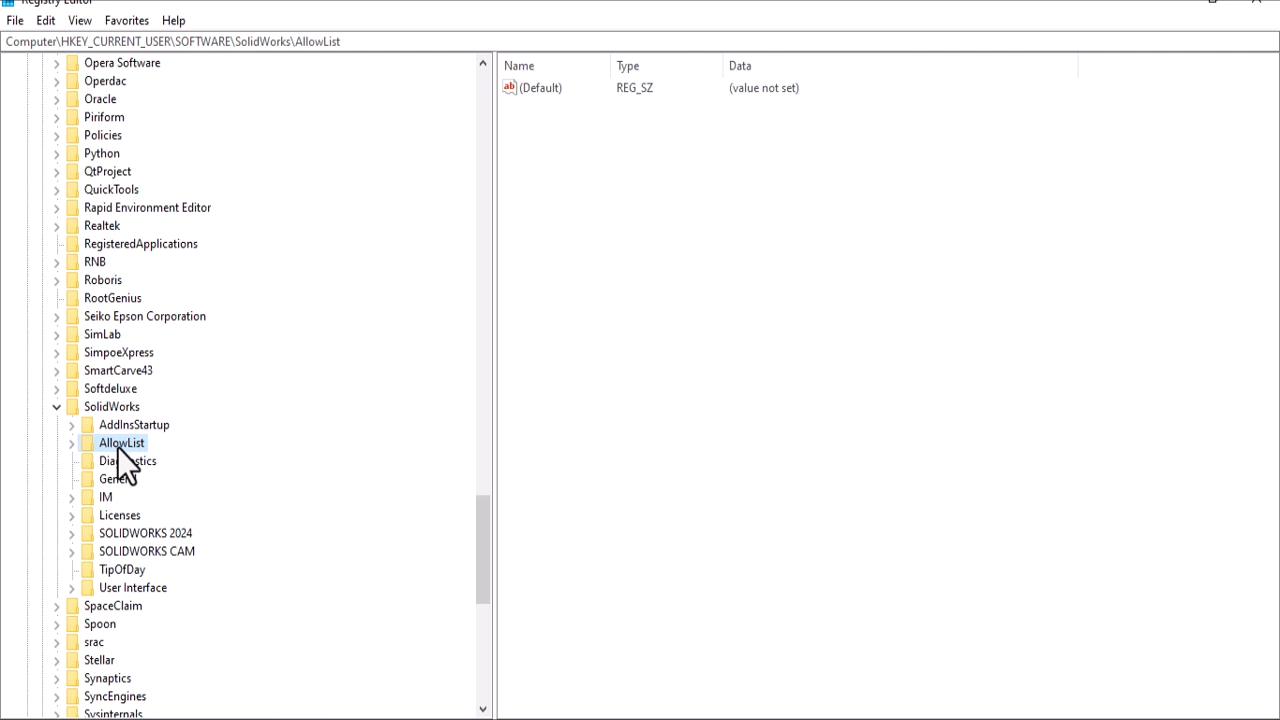 Registry Editor
File Edit View Favorites Help
Computer\HKEY_CURRENT_USER\SOFTWARE\SolidWorks\AllowList
Opera Software
Operdac
Oracle
Piriform
Policies
Python
QtProject
QuickTools
Rapid Environment Editor
Realtek
RegisteredApplications
RNB
Roboris
RootGenius
Seiko Epson Corporation
SimLab
SimpoeXpress
SmartCarve43
Softdeluxe
SolidWorks
AddInsStartup
AllowList
Diagnostics
General
IM
Licenses
SOLIDWORKS 2024
SOLIDWORKS CAM
TipOfDay
User Interface
SpaceClaim
Spoon
srac
Stellar
Synaptics
SyncEngines
Sysinternals
Name Type Data
(Default) REG_SZ (value not set)